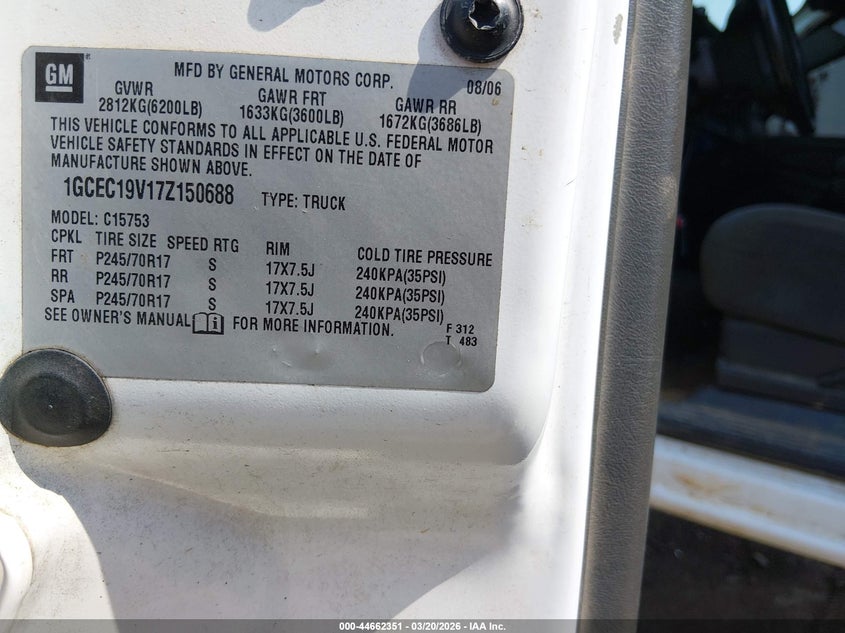 GM
MFD BY GENERAL MOTORS CORP. 08/06
GVWR GAWR FRT GAWR RR
2812KG(6200LB) 1633KG(3600LB) 1672KG(3686LB)
THIS VEHICLE CONFORMS TO ALL APPLICABLE U.S. FEDERAL MOTOR
VEHICLE SAFETY STANDARDS IN EFFECT ON THE DATE OF
MANUFACTURE SHOWN ABOVE.
1GCEC19V17Z150688 TYPE: TRUCK
MODEL: C15753
CPKL TIRE SIZE SPEED RTG RIM COLD TIRE PRESSURE
FRT P245/70R17 S 17X7.5J 240KPA(35PSI)
RR P245/70R17 S 17X7.5J 240KPA(35PSI)
SPA P245/70R17 S 17X7.5J 240KPA(35PSI)
SEE OWNER'S MANUAL i FOR MORE INFORMATION.
F 312
T 483
000-44662351 | 03/20/2026 - IAA Inc.